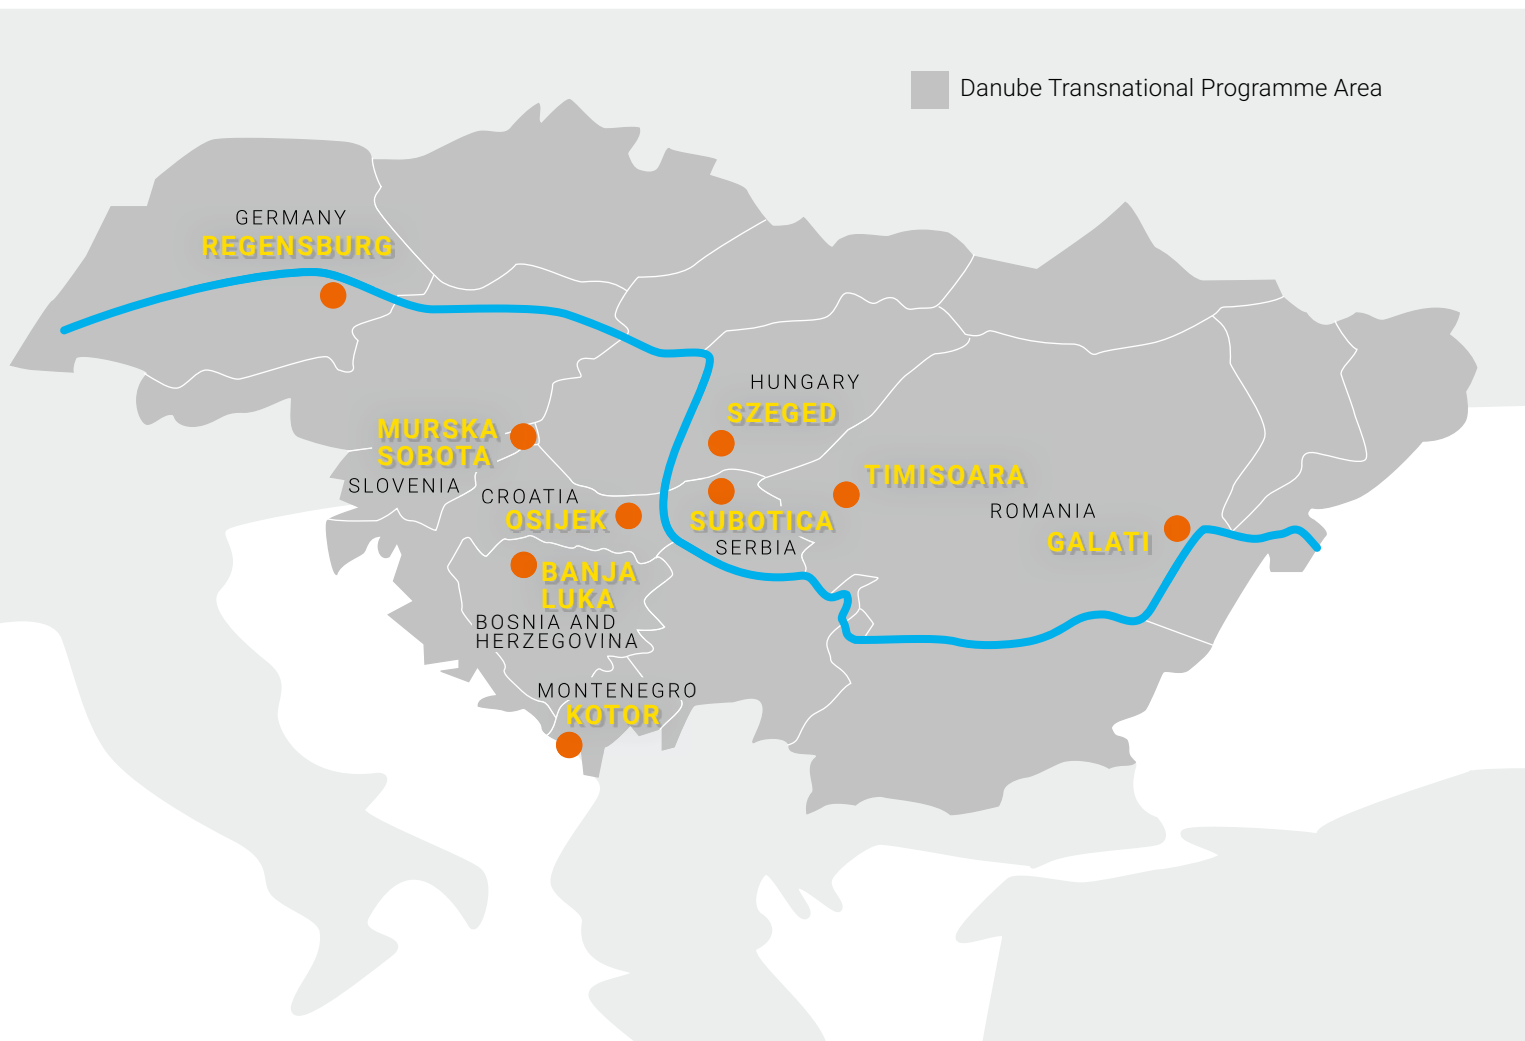 Danube Transnational Programme Area
GERMANY
REGENSBURG
HUNGARY
SZEGED
MURSKA
SOBOTA
SLOVENIA
CROATIA
OSIJEK
SUBOTICA
SERBIA
TIMISOARA
ROMANIA
GALATI
BANJA
LUKA
BOSNIA AND
HERZEGOVINA
MONTENEGRO
KOTOR